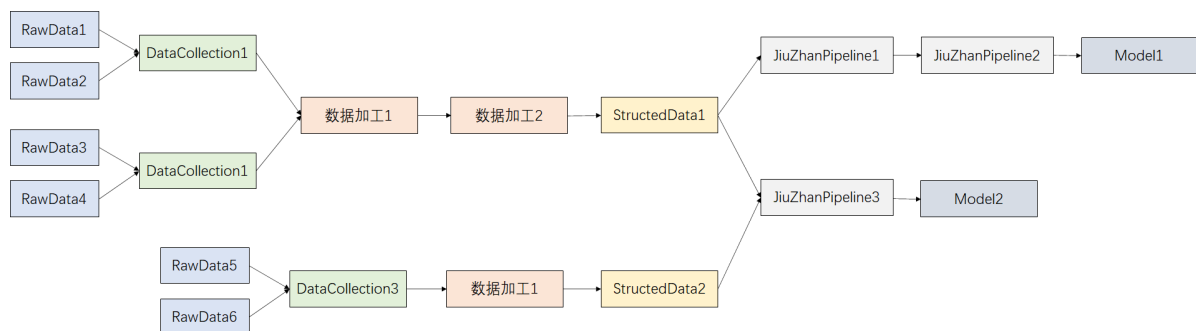 RawData1
RawData2
DataCollection1
RawData3
RawData4
DataCollection1
数据加工1
数据加工2
StructedData1
JiuZhanPipeline1
JiuZhanPipeline2
Model1
JiuZhanPipeline3
Model2
RawData5
RawData6
DataCollection3
数据加工1
StructedData2